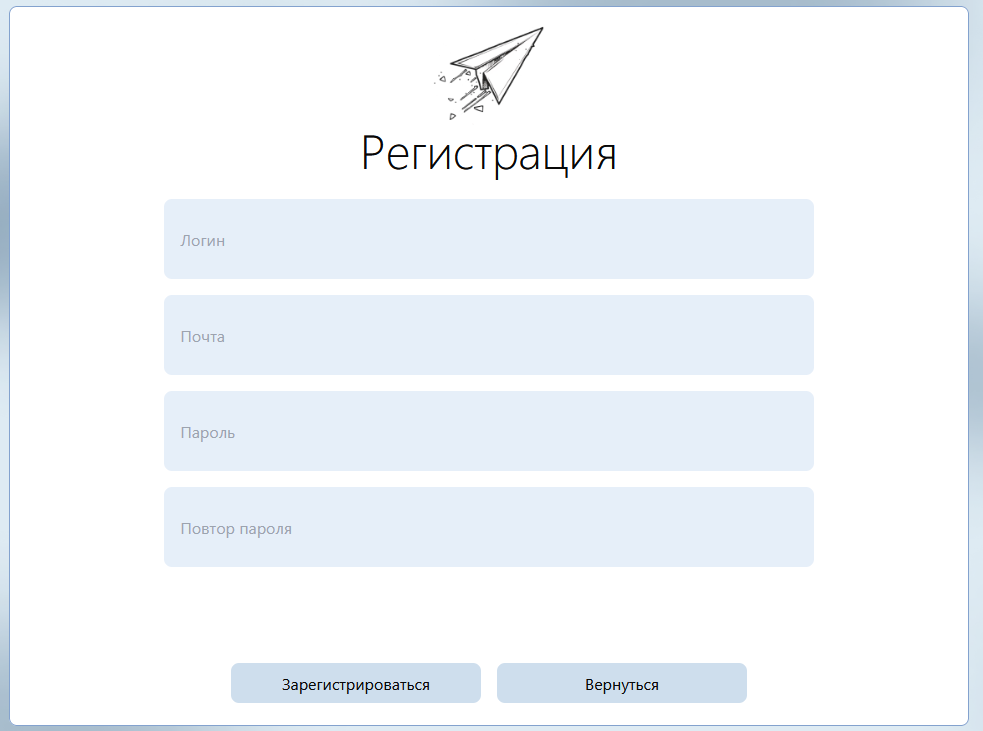 Регистрация
Логин
Почта
Пароль
Повтор пароля
Зарегистрироваться
Вернуться